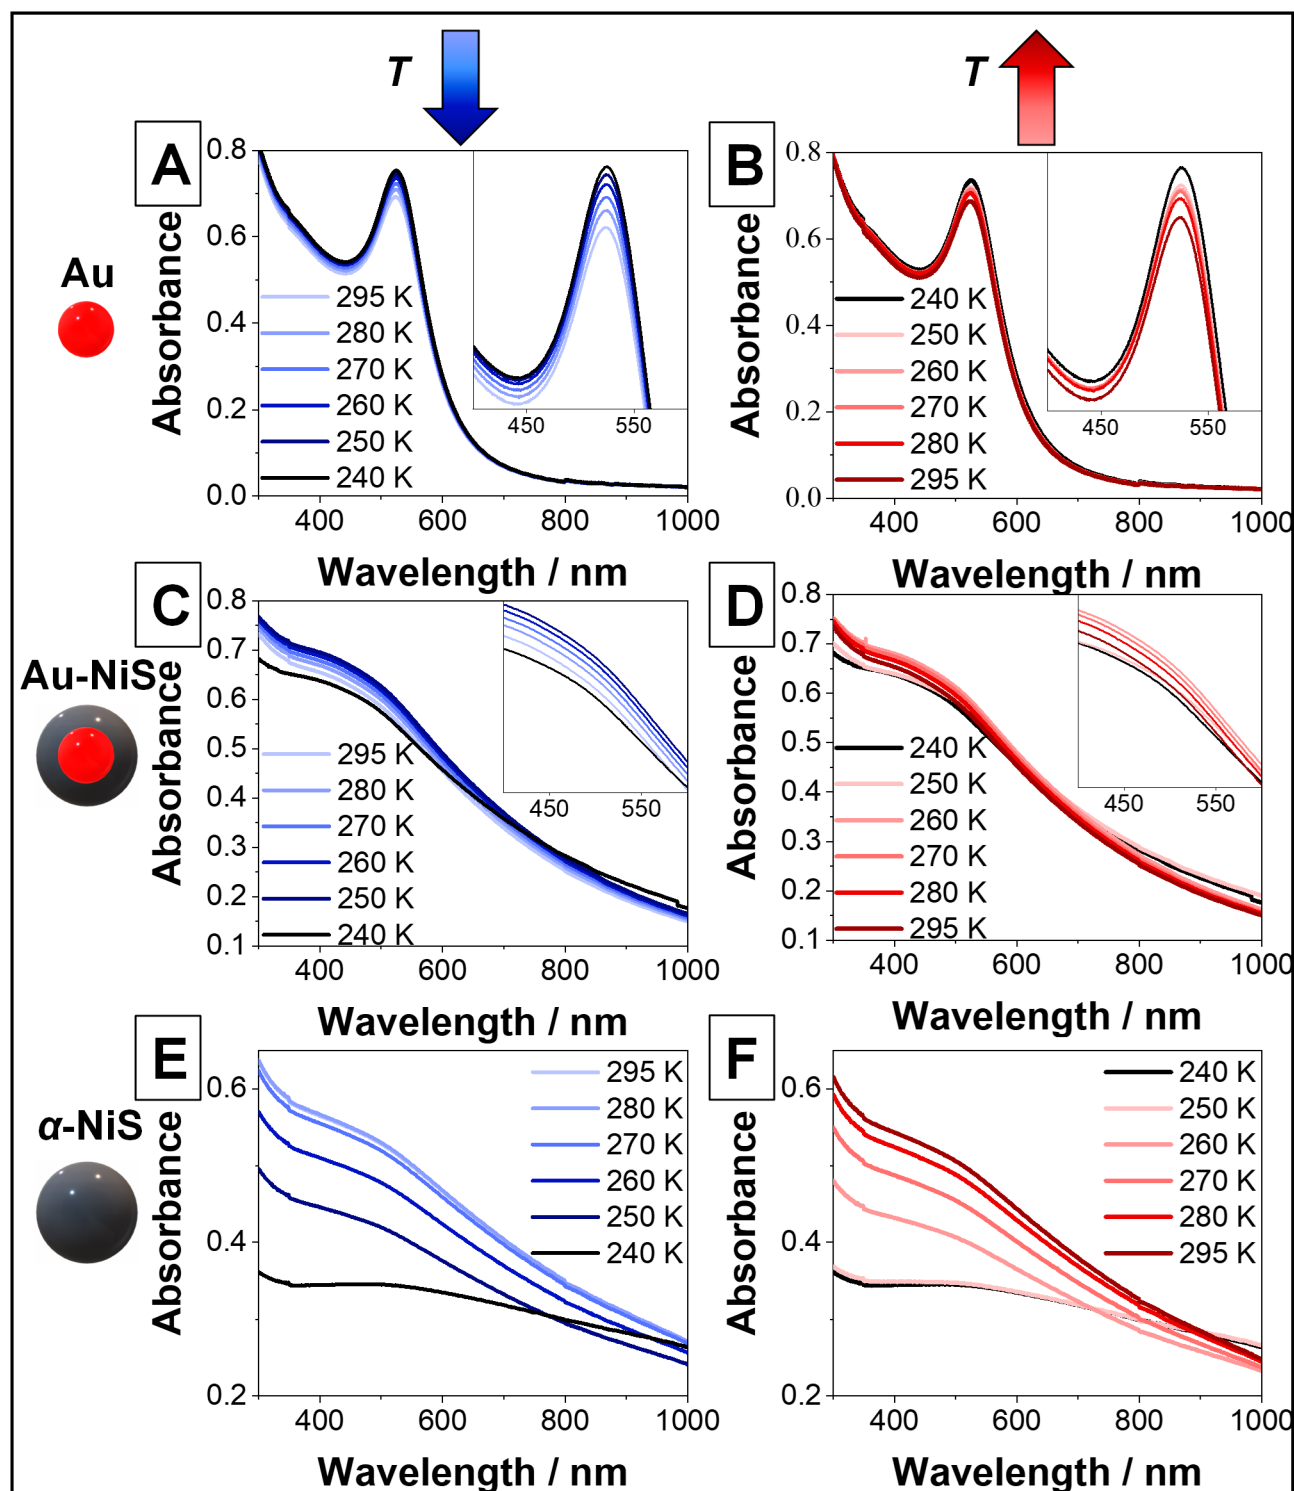 T
T
A
B
Au
Absorbance
0.8
0.6
0.4
0.2
0.0
295 K
280 K
270 K
260 K
250 K
240 K
450
550
400
600
800
1000
Wavelength / nm
Absorbance
0.8
0.6
0.4
0.2
0.0
240 K
250 K
260 K
270 K
280 K
295 K
450
550
400
600
800
1000
Wavelength / nm
C
D
Au-NiS
Absorbance
0.8
0.7
0.6
0.5
0.4
0.3
0.2
0.1
295 K
280 K
270 K
260 K
250 K
240 K
450
550
400
600
800
1000
Wavelength / nm
Absorbance
0.8
0.7
0.6
0.5
0.4
0.3
0.2
0.1
240 K
250 K
260 K
270 K
280 K
295 K
450
550
400
600
800
1000
Wavelength / nm
E
F
α-NiS
Absorbance
0.6
0.4
0.2
295 K
280 K
270 K
260 K
250 K
240 K
400
600
800
1000
Wavelength / nm
Absorbance
0.6
0.4
0.2
240 K
250 K
260 K
270 K
280 K
295 K
400
600
800
1000
Wavelength / nm